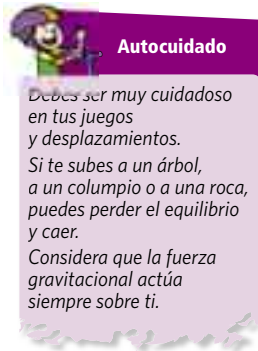 Autocuidado
Debes ser muy cuidadoso
en tus juegos
y desplazamientos.
Si te subes a un árbol,
a un columpio o a una roca,
puedes perder el equilibrio
y caer.
Considera que la fuerza
gravitacional actúa
siempre sobre ti.